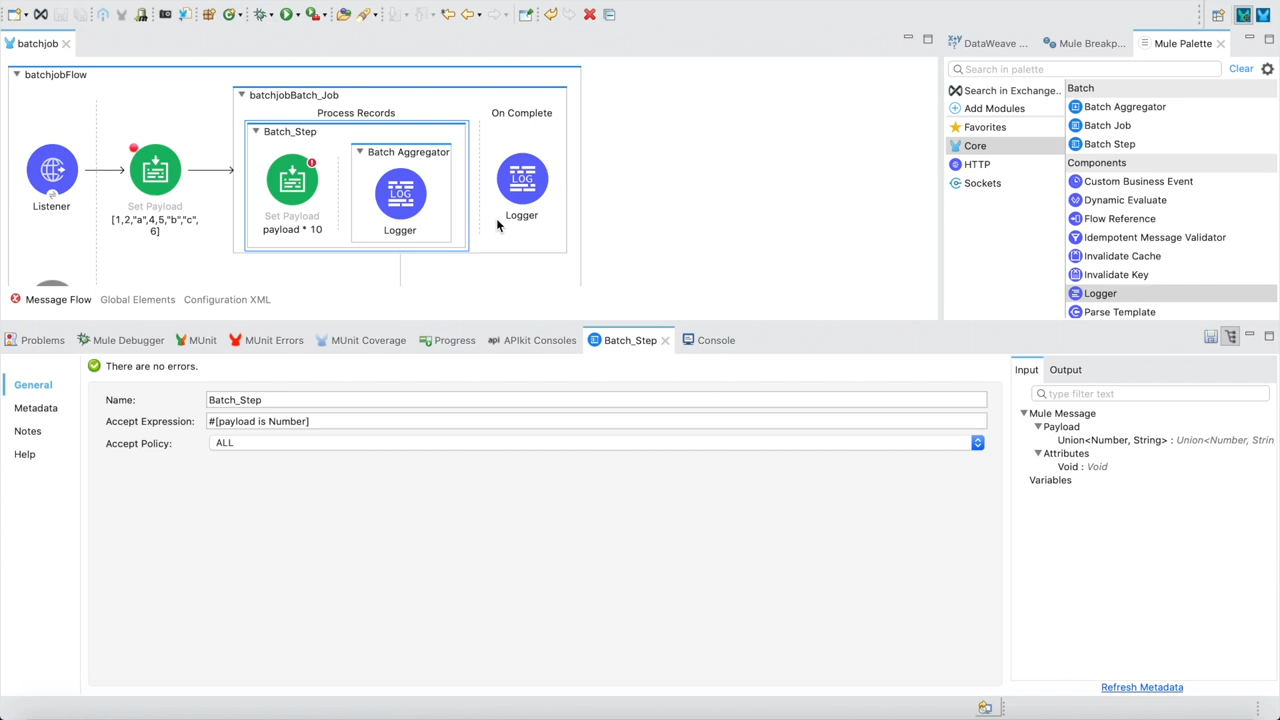 batchjob
DataWeave ...
Mule Breakp...
Mule Palette
batchjobFlow
batchjobBatch_Job
Process Records
On Complete
Batch_Step
Batch Aggregator
LOG
LOG
Listener
Set Payload
[1,2,"a",4,5,"b","c",
6]
Set Payload
payload * 10
Logger
Logger
Message Flow
Global Elements
Configuration XML
Search in palette
Clear
Search in Exchange..
Add Modules
Favorites
Core
HTTP
Sockets
Batch
Batch Aggregator
Batch Job
Batch Step
Components
Custom Business Event
Dynamic Evaluate
Flow Reference
Idempotent Message Validator
Invalidate Cache
Invalidate Key
Logger
Parse Template
Problems
Mule Debugger
MUnit
MUnit Errors
MUnit Coverage
Progress
api APIkit Consoles
Batch_Step
Console
There are no errors.
General
Metadata
Notes
Help
Name:
Batch_Step
Accept Expression:
#[payload is Number]
Accept Policy:
ALL
Input
Output
type filter text
Mule Message
Payload
Union<Number, String> : Union<Number, Strin
Attributes
Void : Void
Variables
Refresh Metadata